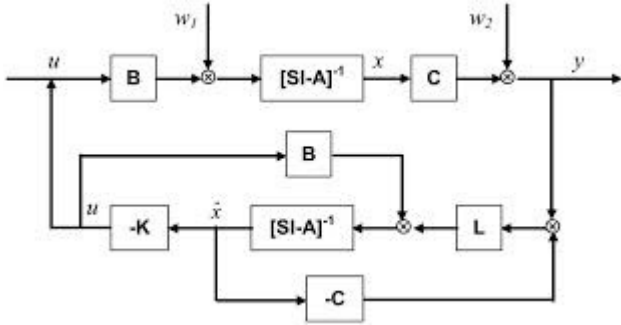 w₁ w₂
u B [SI-A]⁻¹ x C y
B
u -K x̂ [SI-A]⁻¹ L
-C